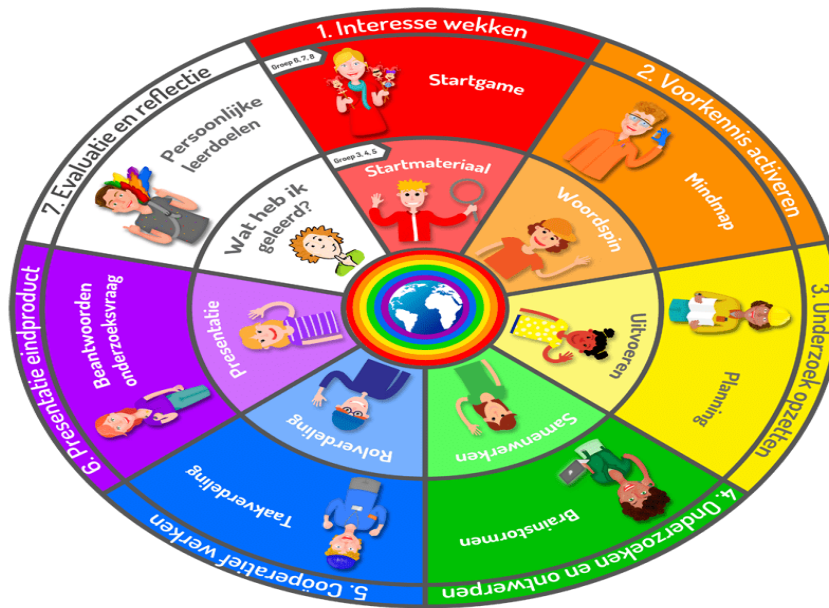 1. Interesse wekken
Groep 6, 7, 8
Startgame
Groep 3, 4, 5
Startmateriaal
2. Voorkennis activeren
Mindmap
Woordspin
3. Onderzoek opzetten
Planning
Uitvoeren
4. Onderzoeken en ontwerpen
Brainstormen
Samenwerken
5. Coöperatief werken
Taakverdeling
Rolverdeling
6. Presentatie eindproduct
Beantwoorden
onderzoeksvraag
Presentatie
7. Evaluatie en reflectie
Persoonlijke
leerdoelen
Wat heb ik
geleerd?